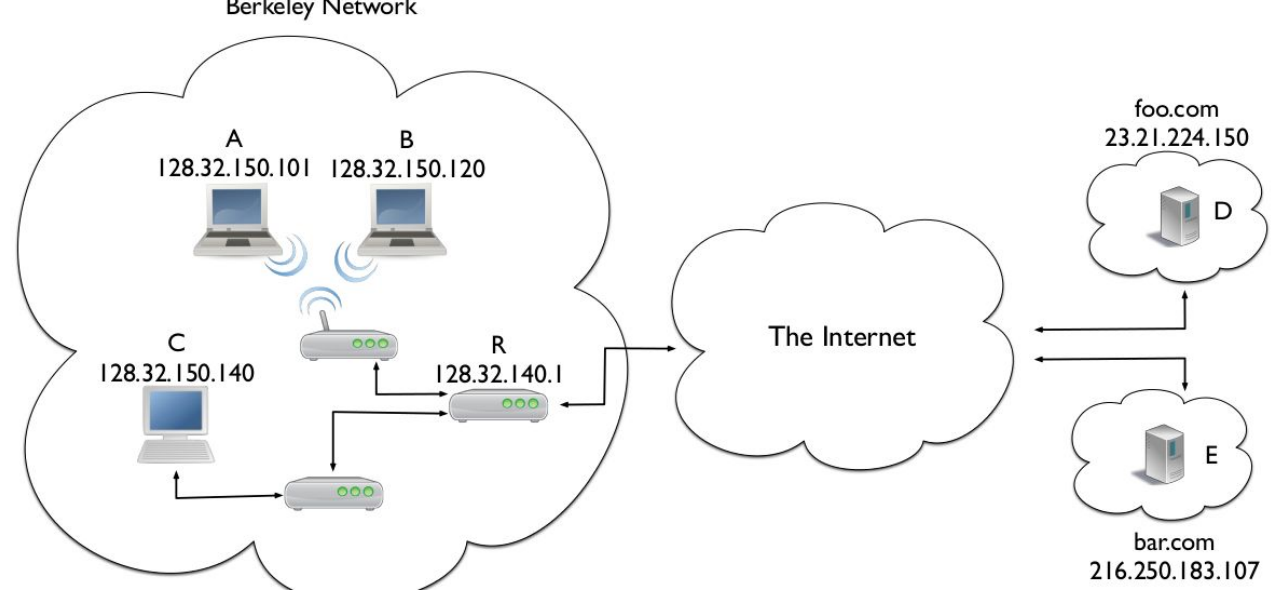 Berkeley Network
A
128.32.150.101
B
128.32.150.120
C
128.32.150.140
R
128.32.140.1
The Internet
foo.com
23.21.224.150
D
E
bar.com
216.250.183.107